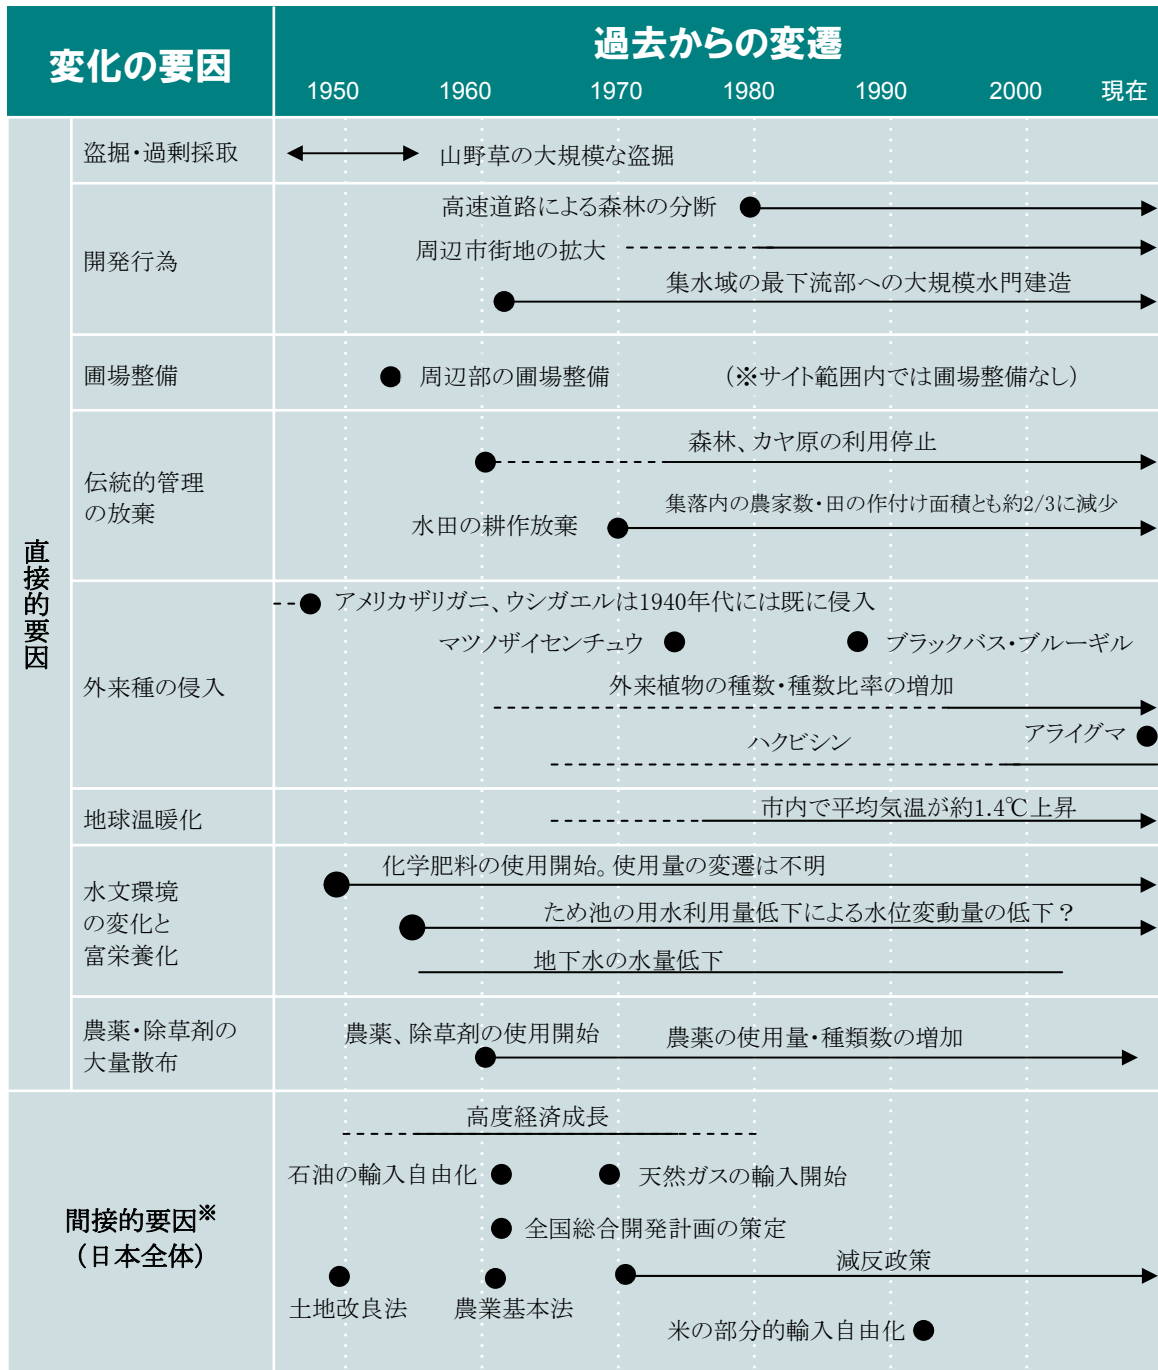 変化の要因
過去からの変遷
1950 1960 1970 1980 1990 2000 現在
直接的要因
盗掘・過剰採取
山野草の大規模な盗掘
開発行為
高速道路による森林の分断
周辺市街地の拡大
集水域の最下流部への大規模水門建造
圃場整備
周辺部の圃場整備 (※サイト範囲内では圃場整備なし)
伝統的管理
の放棄
森林、カヤ原の利用停止
集落内の農家数・田の作付け面積とも約2/3に減少
水田の耕作放棄
外来種の侵入
アメリカザリガニ、ウシガエルは1940年代には既に侵入
マツノザイセンチュウ
ブラックバス・ブルーギル
外来植物の種数・種数比率の増加
アライグマ
ハクビシン
地球温暖化
市内で平均気温が約1.4℃上昇
水文環境
の変化と
富栄養化
化学肥料の使用開始。使用量の変遷は不明
ため池の用水利用量低下による水位変動量の低下？
地下水の水量低下
農薬・除草剤の
大量散布
農薬、除草剤の使用開始
農薬の使用量・種類数の増加
間接的要因※
(日本全体)
高度経済成長
石油の輸入自由化
天然ガスの輸入開始
全国総合開発計画の策定
減反政策
土地改良法
農業基本法
米の部分的輸入自由化